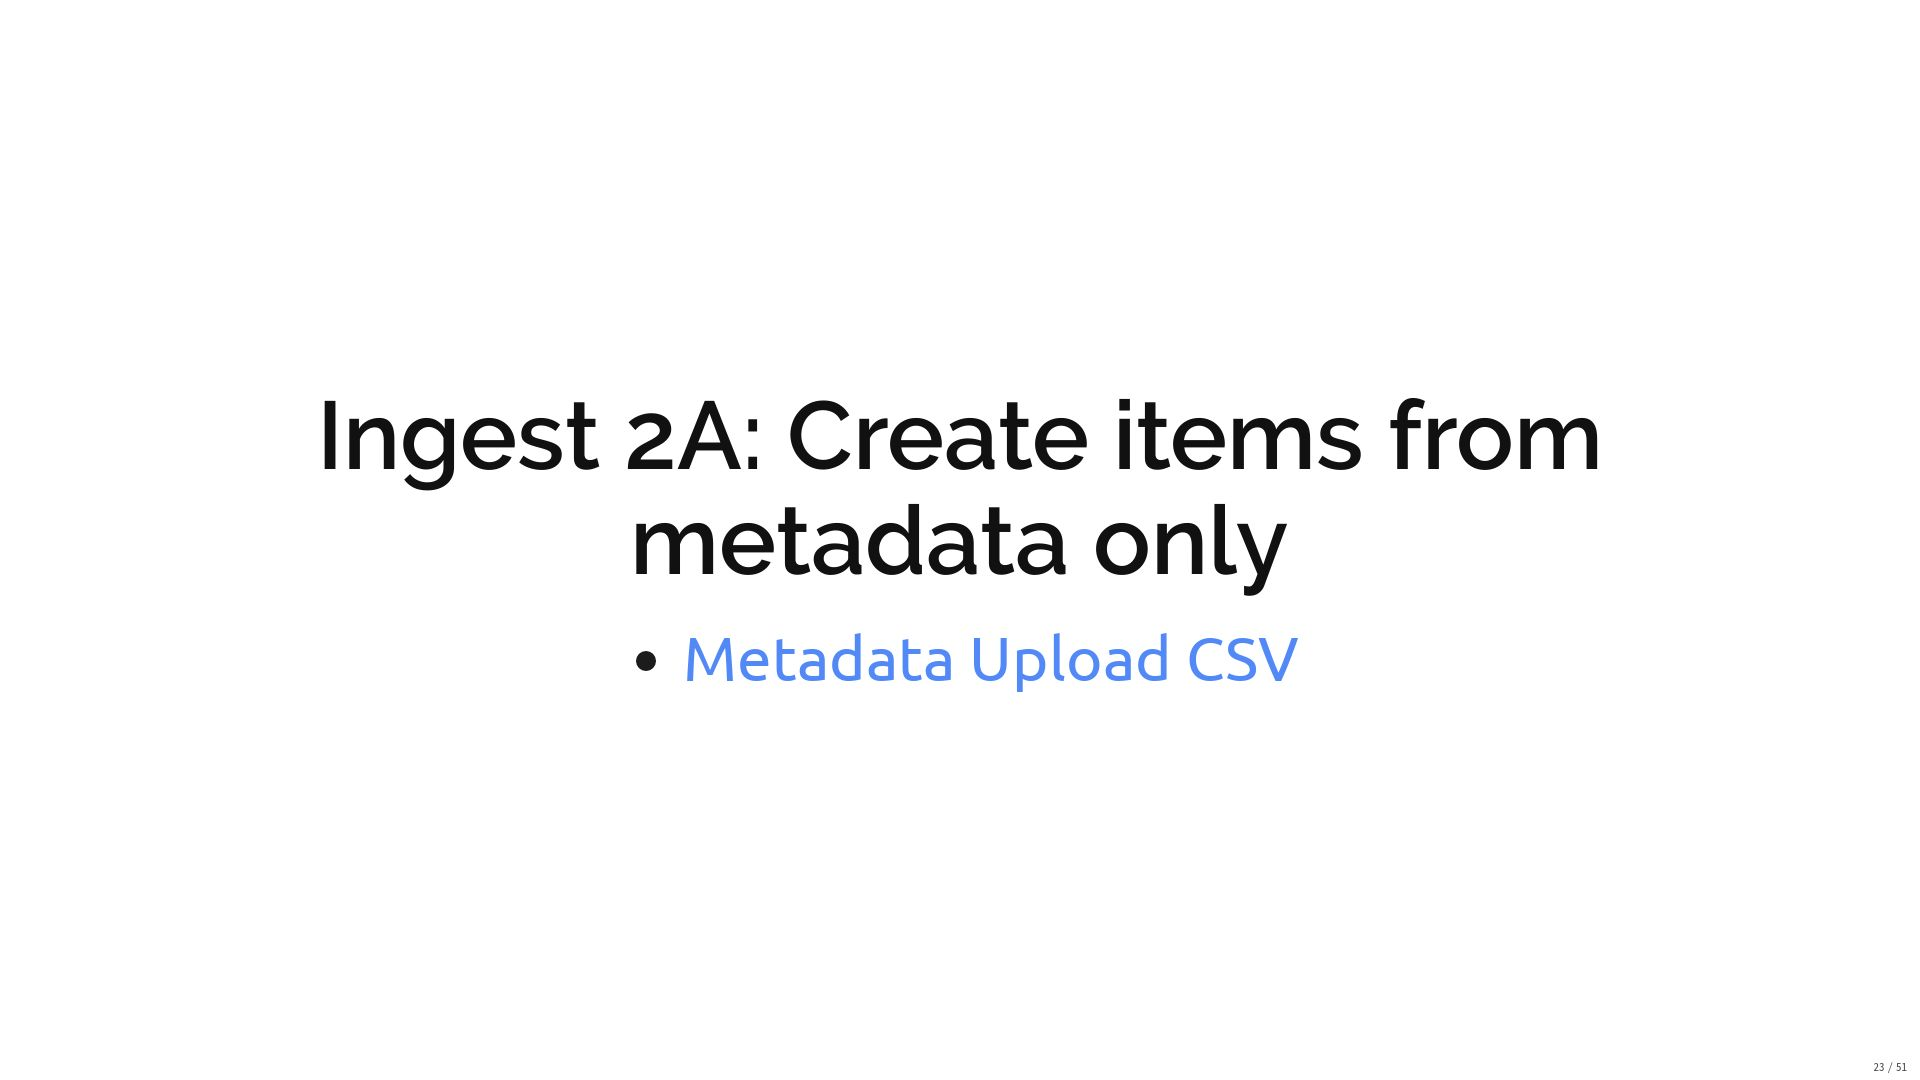 Ingest 2A: Create items from
metadata only
• Metadata Upload CSV
23 / 51